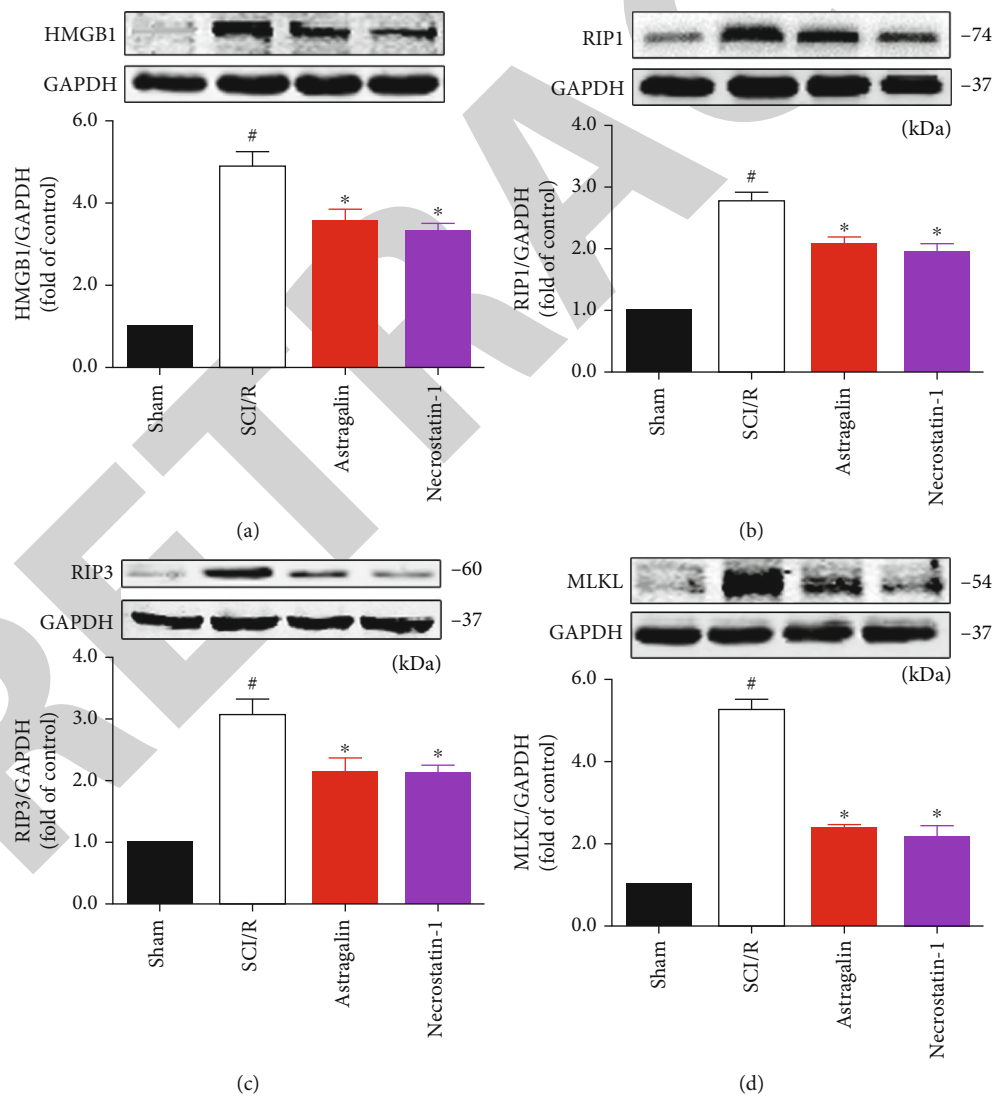 HMGB1
GAPDH
6.0
4.0
2.0
0.0
HMGB1/GAPDH
(fold of control)
#
*
*
Sham
SCI/R
Astragalin
Necrostatin-1
(a)
RIP1
–74
GAPDH
–37
(kDa)
4.0
3.0
2.0
1.0
0.0
RIP1/GAPDH
(fold of control)
#
*
*
Sham
SCI/R
Astragalin
Necrostatin-1
(b)
RIP3
–60
GAPDH
–37
(kDa)
4.0
3.0
2.0
1.0
0.0
RIP3/GAPDH
(fold of control)
#
*
*
Sham
SCI/R
Astragalin
Necrostatin-1
(c)
MLKL
–54
GAPDH
–37
(kDa)
6.0
4.0
2.0
0.0
MLKL/GAPDH
(fold of control)
#
*
*
Sham
SCI/R
Astragalin
Necrostatin-1
(d)
RETRAC